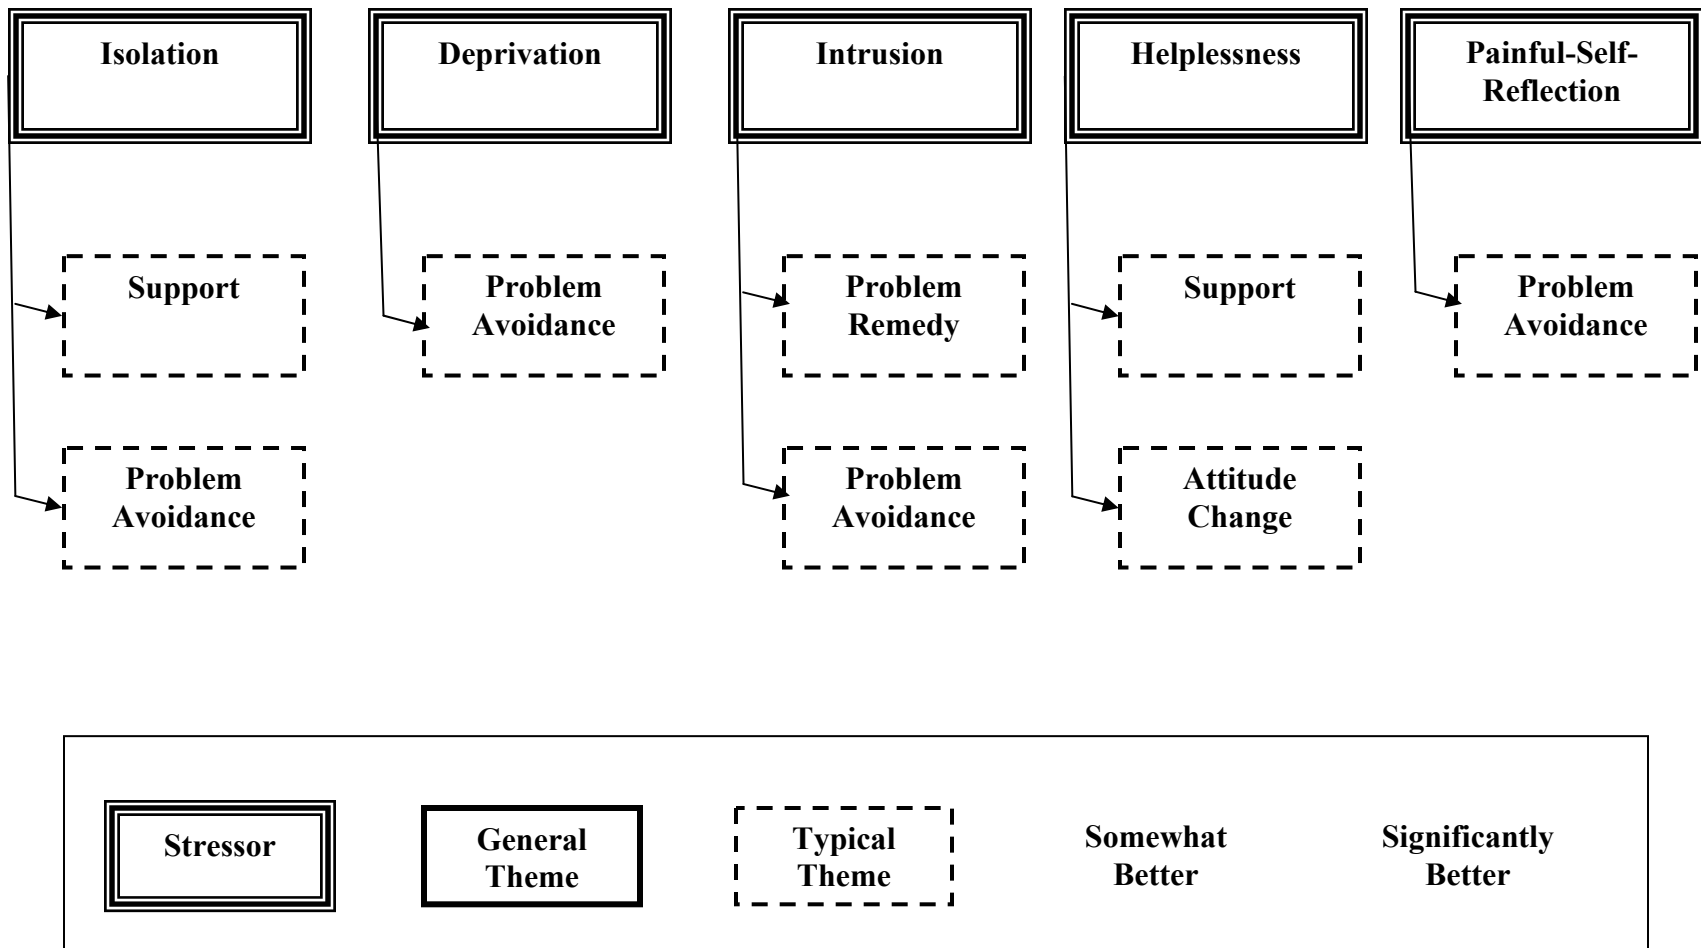 Isolation
Deprivation
Intrusion
Helplessness
Painful-Self-
Reflection
Support
Problem
Avoidance
Problem
Remedy
Support
Problem
Avoidance
Problem
Avoidance
Problem
Avoidance
Attitude
Change
Stressor
General
Theme
Typical
Theme
Somewhat
Better
Significantly
Better